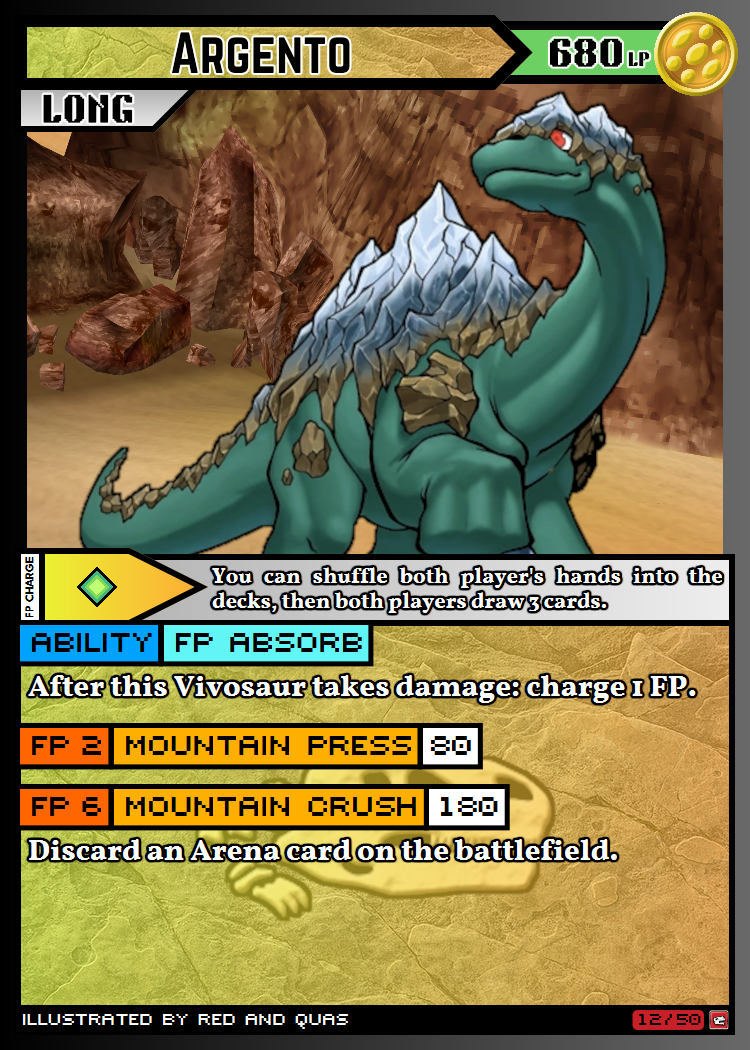 Argento
680 LP
LONG
FP CHARGE
You can shuffle both player's hands into the
decks, then both players draw 3 cards.
ABILITY FP ABSORB
After this Vivosaur takes damage: charge 1 FP.
FP 2 MOUNTAIN PRESS 80
FP 6 MOUNTAIN CRUSH 180
Discard an Arena card on the battlefield.
ILLUSTRATED BY RED AND QUAS
12/50